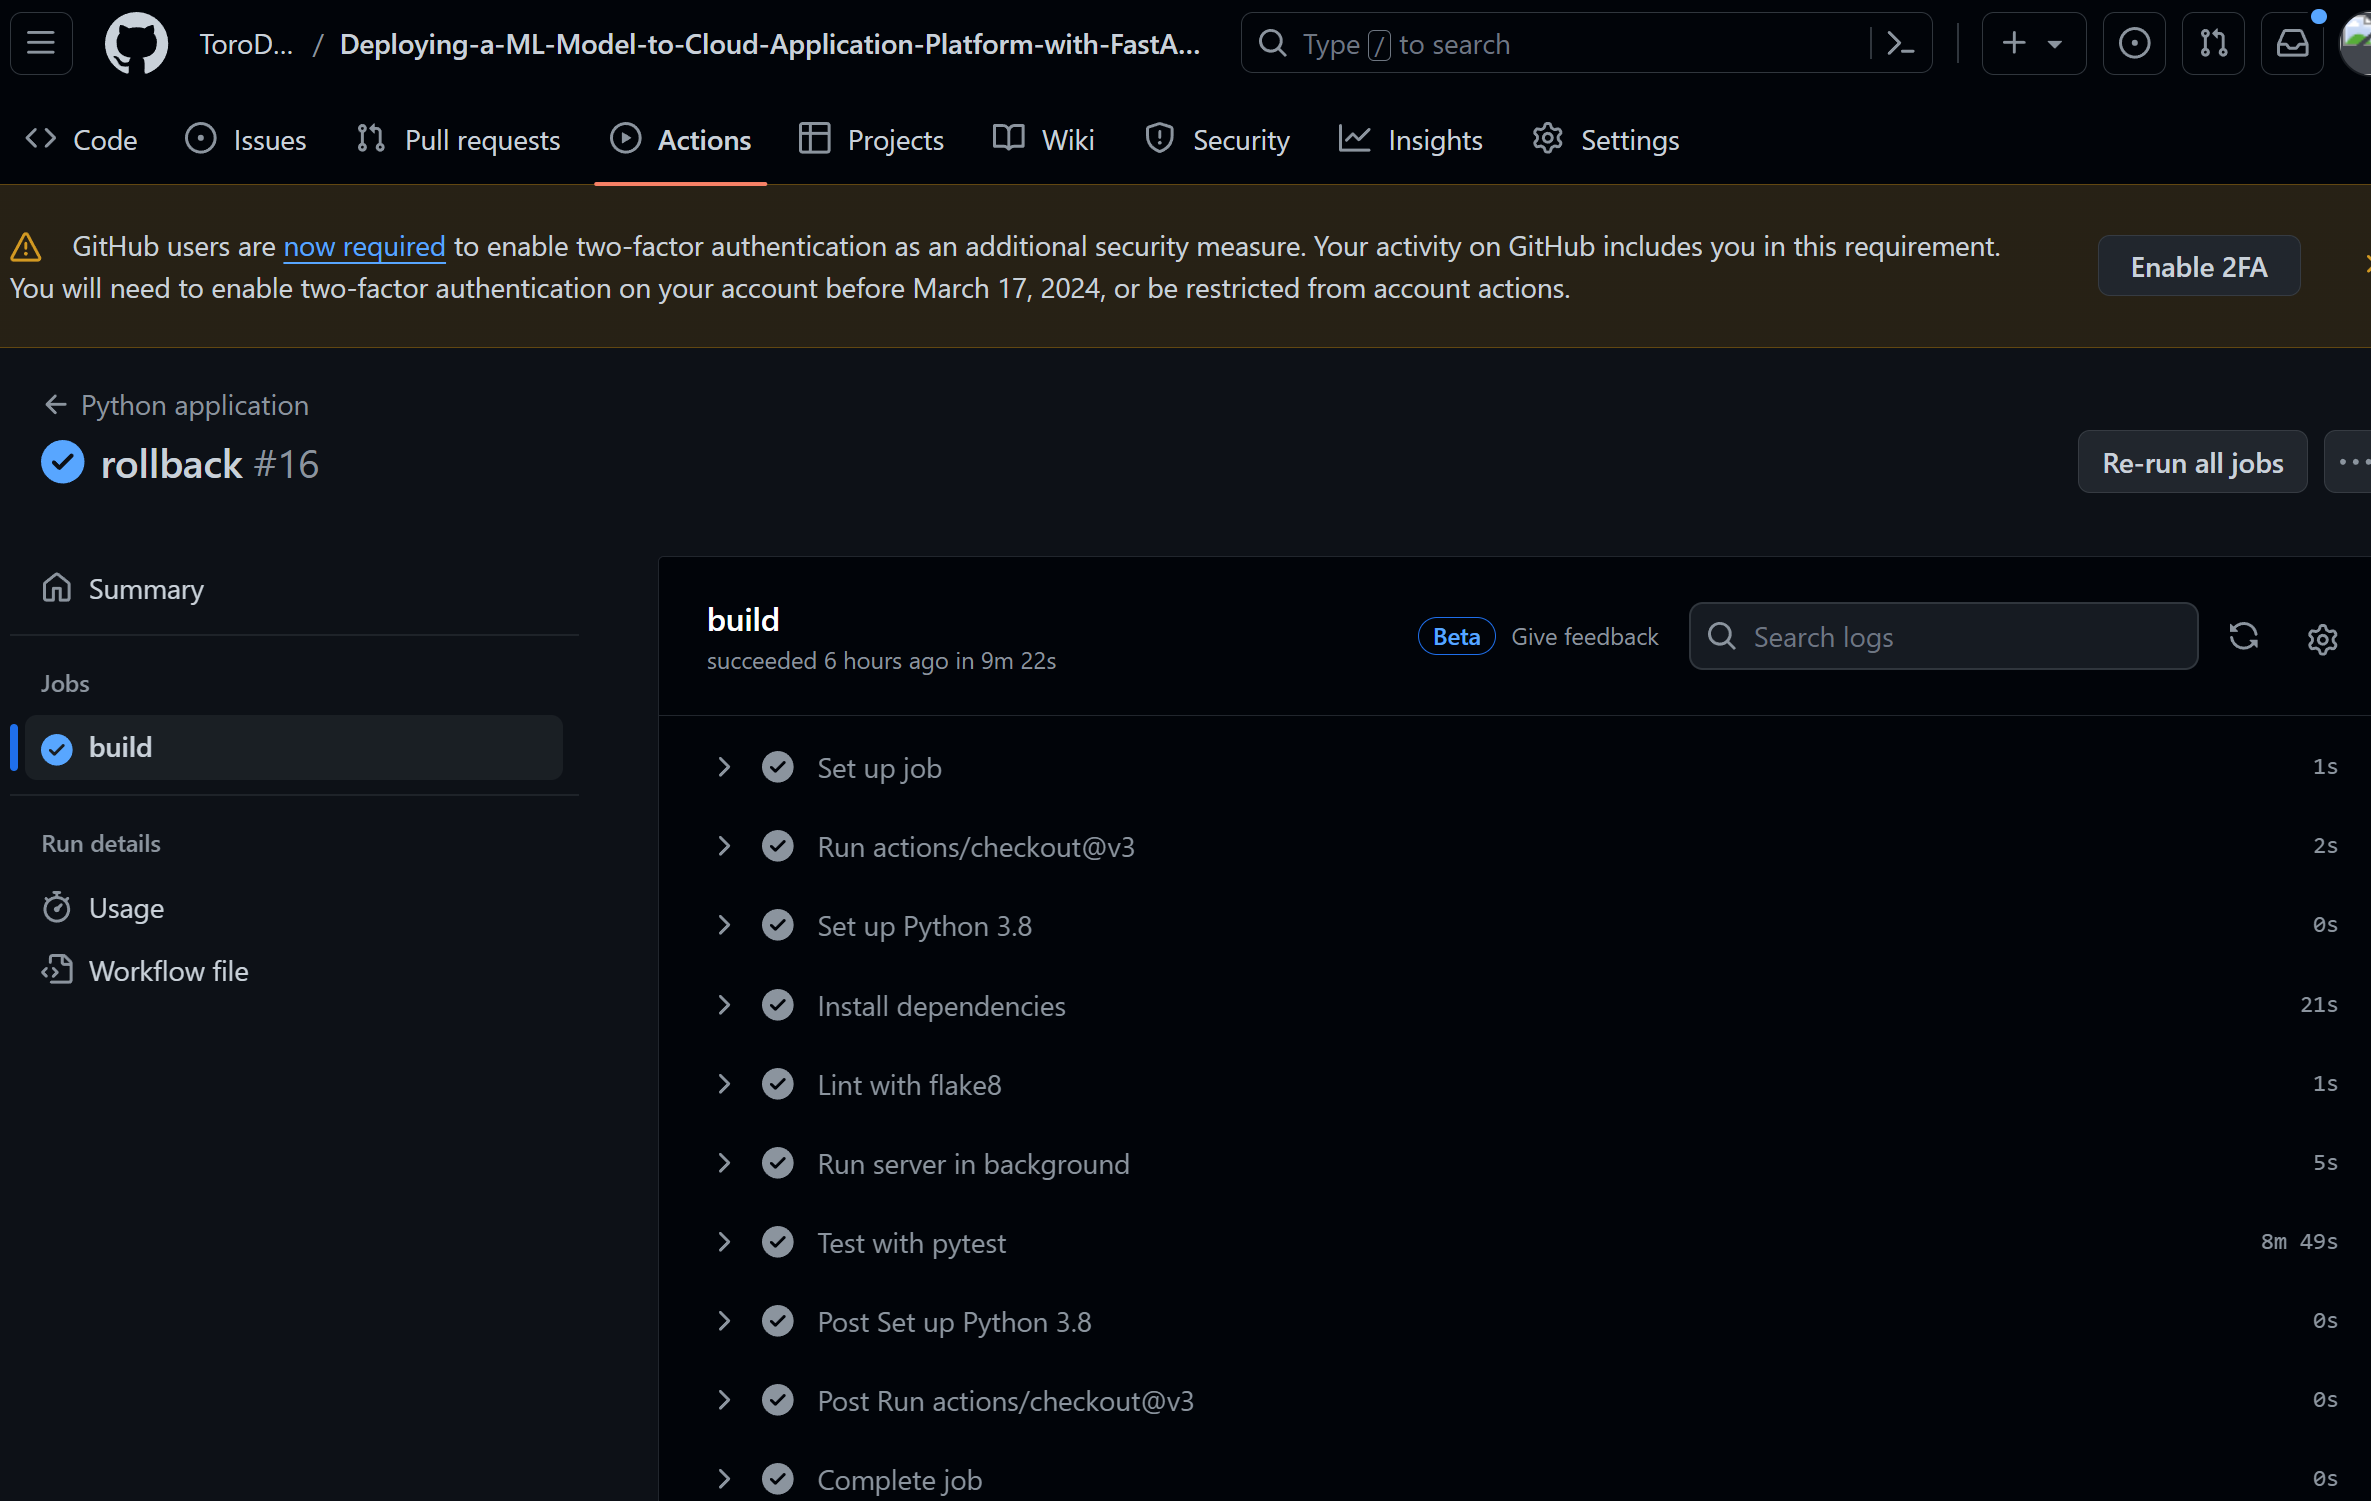 ToroD... / Deploying-a-ML-Model-to-Cloud-Application-Platform-with-FastA...
Type / to search
Code Issues Pull requests Actions Projects Wiki Security Insights Settings
GitHub users are now required to enable two-factor authentication as an additional security measure. Your activity on GitHub includes you in this requirement.
You will need to enable two-factor authentication on your account before March 17, 2024, or be restricted from account actions.
Enable 2FA
Python application
rollback #16
Re-run all jobs
Summary
Jobs
build
Run details
Usage
Workflow file
build
succeeded 6 hours ago in 9m 22s
Beta Give feedback
Search logs
Set up job 1s
Run actions/checkout@v3 2s
Set up Python 3.8 0s
Install dependencies 21s
Lint with flake8 1s
Run server in background 5s
Test with pytest 8m 49s
Post Set up Python 3.8 0s
Post Run actions/checkout@v3 0s
Complete job 0s